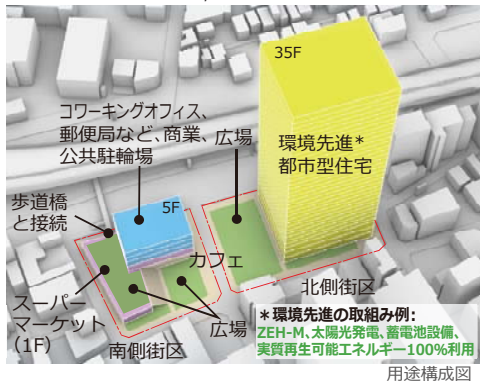 35F
コワーキングオフィス、
郵便局など、商業、
公共駐輪場
広場
環境先進*
都市型住宅
歩道橋
と接続
5F
カフェ
スーパー
マーケット
(1F)
広場
南側街区
北側街区
*環境先進の取組み例:
ZEH-M、太陽光発電、蓄電池設備、
実質再生可能エネルギー100%利用
用途構成図